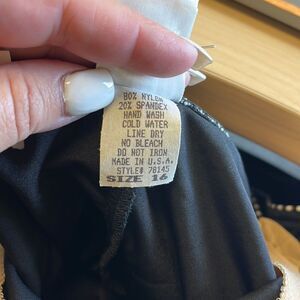 80% NYLON
20% SPANDEX
HAND WASH
COLD WATER
LINE DRY
NO BLEACH
DO NOT IRON
MADE IN U.S.A.
STYLE# 78145
SIZE 16